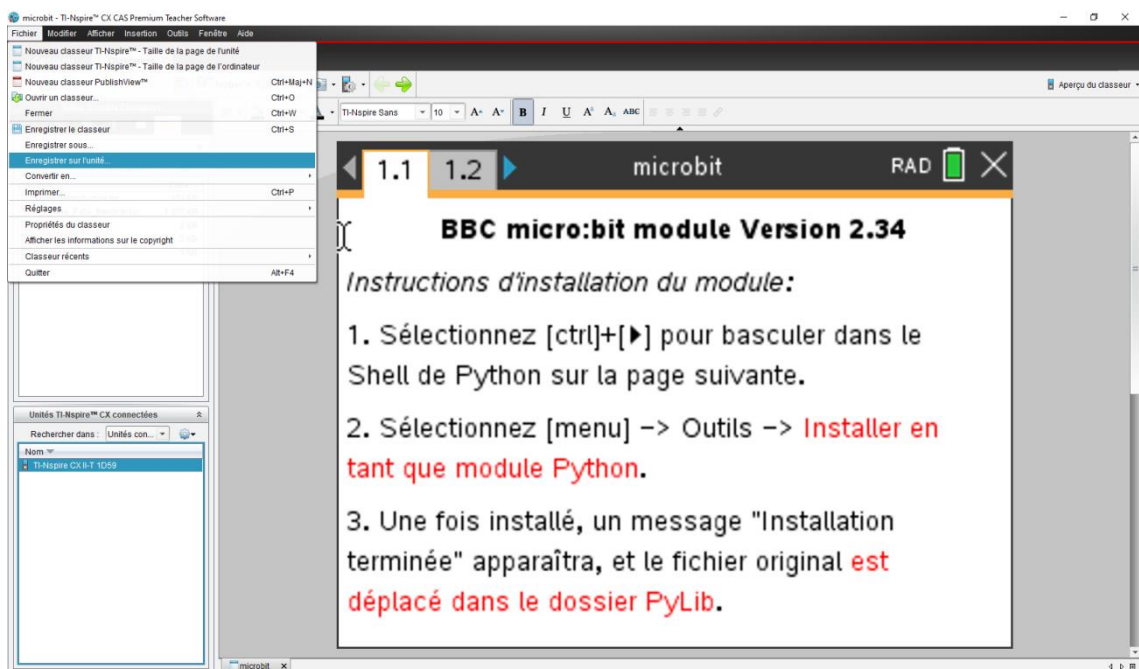 microbit - TI-Nspire™ CX CAS Premium Teacher Software
Fichier Modifier Afficher Insertion Outils Fenêtre Aide
Nouveau classeur TI-Nspire™ - Taille de la page de l'unité
Nouveau classeur TI-Nspire™ - Taille de la page de l'ordinateur
Nouveau classeur PublishView™ Ctrl+Maj+N
Ouvrir un classeur... Ctrl+O
Fermer Ctrl+W
Enregistrer le classeur Ctrl+S
Enregistrer sous...
Enregistrer sur l'unité...
Convertir en...
Imprimer... Ctrl+P
Réglages
Propriétés du classeur
Afficher les informations sur le copyright
Classeur récents
Quitter Alt+F4
Aperçu du classeur
TI-Nspire Sans 10 A+ A- B I U ABC
1.1 1.2 microbit RAD
BBC micro:bit module Version 2.34
Instructions d'installation du module:
1. Sélectionnez [ctrl]+[▶] pour basculer dans le
Shell de Python sur la page suivante.
2. Sélectionnez [menu] –> Outils –> Installer en
tant que module Python.
3. Une fois installé, un message "Installation
terminée" apparaîtra, et le fichier original est
déplacé dans le dossier PyLib.
Unités TI-Nspire™ CX connectées
Rechercher dans : Unités con...
Nom
TI-Nspire CX II-T 1D59
microbit